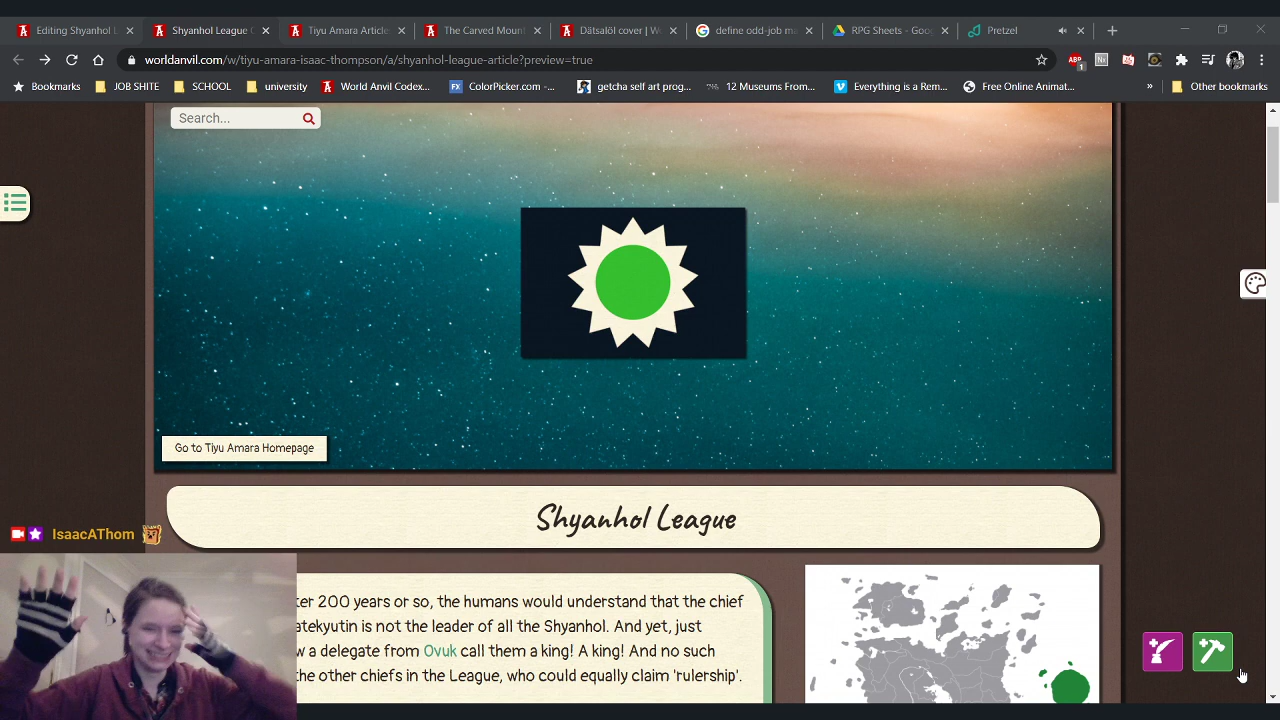 Editing Shyanhol L
Shyanhol League
Tiyu Amara Article
The Carved Moun
Dätsalöl cover | W
define odd-job m
RPG Sheets - Goo
Pretzel
worldanvil.com/w/tiyu-amara-isaac-thompson/a/shyanhol-league-article?preview=true
ABP
1
Bookmarks
JOB SHITE
SCHOOL
university
World Anvil Codex...
FX
ColorPicker.com -...
getcha self art prog...
12 Museums From...
Everything is a Rem...
Free Online Animat...
»
Other bookmarks
Search...
Go to Tiyu Amara Homepage
Shyanhol League
IsaacAThom
ter 200 years or so, the humans would understand that the chief
atekyutin is not the leader of all the Shyanhol. And yet, just
w a delegate from Ovuk call them a king! A king! And no such
the other chiefs in the League, who could equally claim 'rulership'.